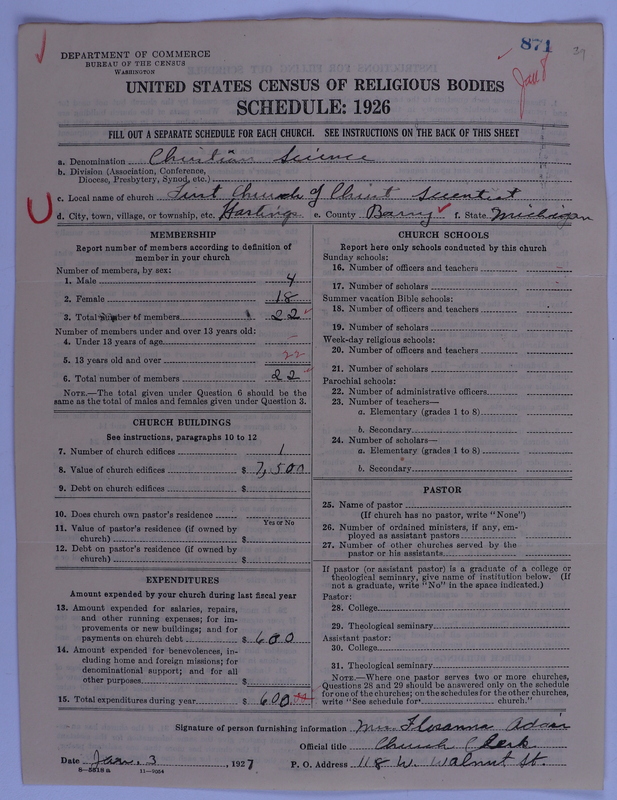 871
39
Jan 8
DEPARTMENT OF COMMERCE
BUREAU OF THE CENSUS
WASHINGTON
UNITED STATES CENSUS OF RELIGIOUS BODIES
SCHEDULE: 1926
FILL OUT A SEPARATE SCHEDULE FOR EACH CHURCH. SEE INSTRUCTIONS ON THE BACK OF THIS SHEET
a. Denomination Christian Science
b. Division (Association, Conference,
Diocese, Presbytery, Synod, etc.)
c. Local name of church First Church of Christ Scientist
d. City, town, village, or township, etc. Hastings e. County Barry f. State Michigan
MEMBERSHIP
Report number of members according to definition of
member in your church
Number of members, by sex:
1. Male 4
2. Female 18
3. Total number of members 22
Number of members under and over 13 years old:
4. Under 13 years of age —
5. 13 years old and over 22
6. Total number of members 22
NOTE.—The total given under Question 6 should be
same as the total of males and females given under Question 3.
CHURCH BUILDINGS
See instructions, paragraphs 10 to 12
7. Number of church edifices 1
8. Value of church edifices $ 7,500
9. Debt on church edifices $
10. Does church own pastor's residence
Yes or No
11. Value of pastor's residence (if owned by
church) $
12. Debt on pastor's residence (if owned by
church) $
EXPENDITURES
Amount expended by your church during last fiscal year
13. Amount expended for salaries, repairs,
and other running expenses; for im-
provements or new buildings; and for
payments on church debt $ 600
14. Amount expended for benevolences, in-
cluding home and foreign missions; for
denominational support; and for all
other purposes $
15. Total expenditures during year $ 600
CHURCH SCHOOLS
Report here only schools conducted by this church
Sunday schools:
16. Number of officers and teachers
17. Number of scholars
Summer vacation Bible schools:
18. Number of officers and teachers
19. Number of scholars
Week-day religious schools:
20. Number of officers and teachers
21. Number of scholars
Parochial schools:
22. Number of administrative officers
23. Number of teachers—
a. Elementary (grades 1 to 8)
b. Secondary
24. Number of scholars—
a. Elementary (grades 1 to 8)
b. Secondary
PASTOR
25. Name of pastor
(If church has no pastor, write "None")
26. Number of ordained ministers, if any, em-
ployed as assistant pastors
27. Number of other churches served by the
pastor or his assistants
If pastor (or assistant pastor) is a graduate of a college or
theological seminary, give name of institution below. (If
not a graduate, write "No" in the space indicated.)
Pastor:
28. College
29. Theological seminary
Assistant pastor:
30. College
31. Theological seminary
NOTE.—Where one pastor serves two or more churches,
Questions 28 and 29 should be answered only on the schedule
for one of the churches; on the schedules for the other churches,
write "See schedule for church."
Signature of person furnishing information Mrs. Flosanna
Official title Church Clerk
Date Jan. 3, 1927 P. O. Address 118 W. Walnut St.
8—8818 a 11—9054